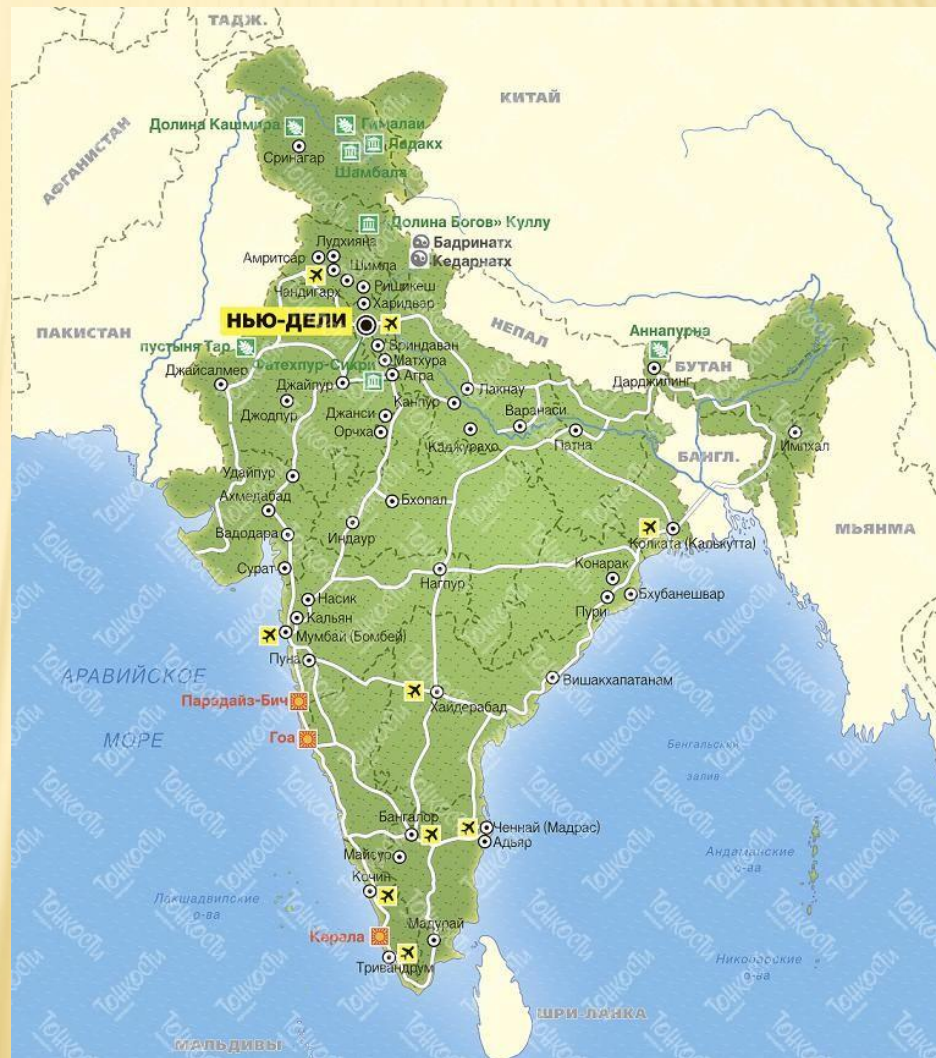 ТАДЖ.
КИТАЙ
АФГАНИСТАН
Долина Кашмира
Гималаи
Ладакх
Сринагар
Шамбала
«Долина Богов» Куллу
Лудхияна
Бадринатх
Амритсар
Шимла
Кедарнатх
Чандигарх
Ришикеш
Харидвар
НЬЮ-ДЕЛИ
ПАКИСТАН
НЕПАЛ
Аннапурна
пустыня Тар
Вриндаван
Матхура
БУТАН
Фатехпур-Сикри
Джайсалмер
Джайпур
Агра
Дарджилинг
Лакнау
Джодпур
Канпур
Джанси
Варанаси
Орчха
Каджурахо
Патна
Импхал
БАНГЛ.
Удайпур
Ахмедабад
Бхопал
МЬЯНМА
Вадодара
Индаур
Колката (Калькутта)
Сурат
Нагпур
Конарак
Насик
Пури
Бхубанешвар
Кальян
Мумбай (Бомбей)
Пуна
АРАВИЙСКОЕ
МОРЕ
Вишакхапатанам
Парадайз-Бич
Хайдерабад
Гоа
Бенгальский
залив
Бангалор
Ченнай (Мадрас)
Адьяр
Майсур
Андаманские
о-ва
Кочин
Лакшадвипские
о-ва
Мадурай
Керала
Тривандрум
Никобарские
о-ва
ШРИ-ЛАНКА
МАЛЬДИВЫ
Тонкости